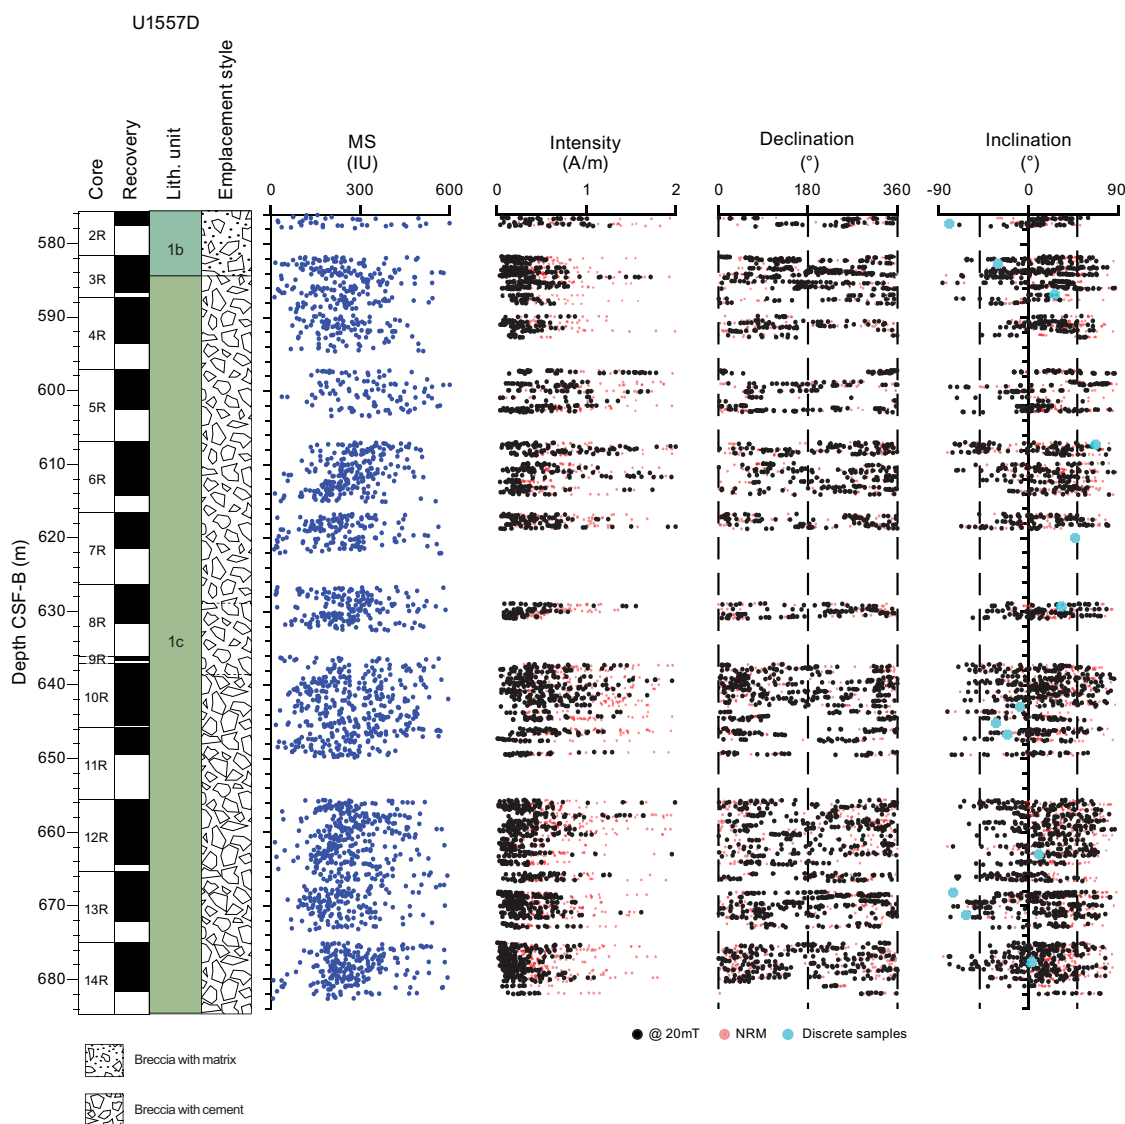 U1557D
Core
Recovery
Lith. unit
Emplacement style
MS
(IU)
Intensity
(A/m)
Declination
(°)
Inclination
(°)
0 300 600
0 1 2
0 180 360
-90 0 90
Depth CSF-B (m)
580
590
600
610
620
630
640
650
660
670
680
2R
3R
4R
5R
6R
7R
8R
9R
10R
11R
12R
13R
14R
1b
1c
@ 20mT NRM Discrete samples
Breccia with matrix
Breccia with cement